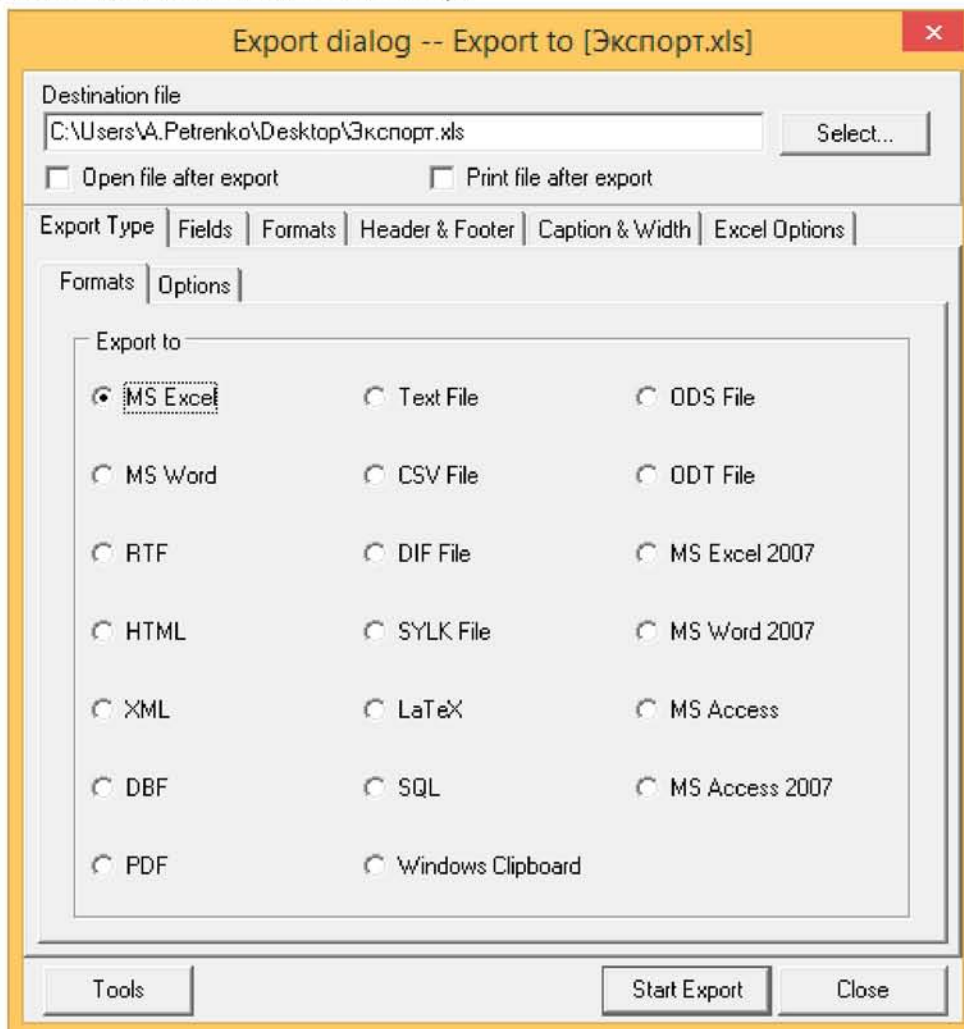 Export dialog -- Export to [Экспорт.xls]
Destination file
C:\Users\A.Petrenko\Desktop\Экспорт.xls
Select...
Open file after export
Print file after export
Export Type
Fields
Formats
Header & Footer
Caption & Width
Excel Options
Formats
Options
Export to
MS Excel
Text File
ODS File
MS Word
CSV File
ODT File
RTF
DIF File
MS Excel 2007
HTML
SYLK File
MS Word 2007
XML
LaTeX
MS Access
DBF
SQL
MS Access 2007
PDF
Windows Clipboard
Tools
Start Export
Close